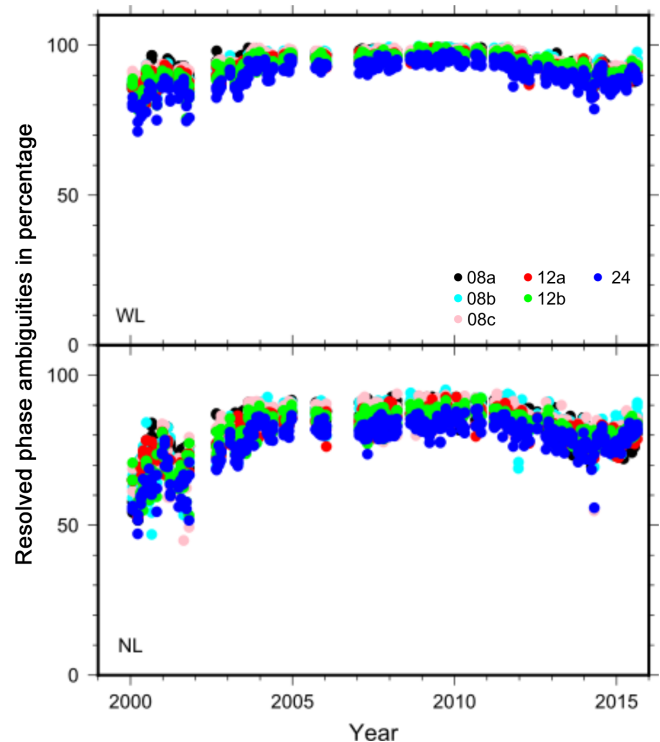 Resolved phase ambiguities in percentage
100
50
0
WL
08a 12a 24
08b 12b
08c
100
50
0
NL
2000 2005 2010 2015
Year